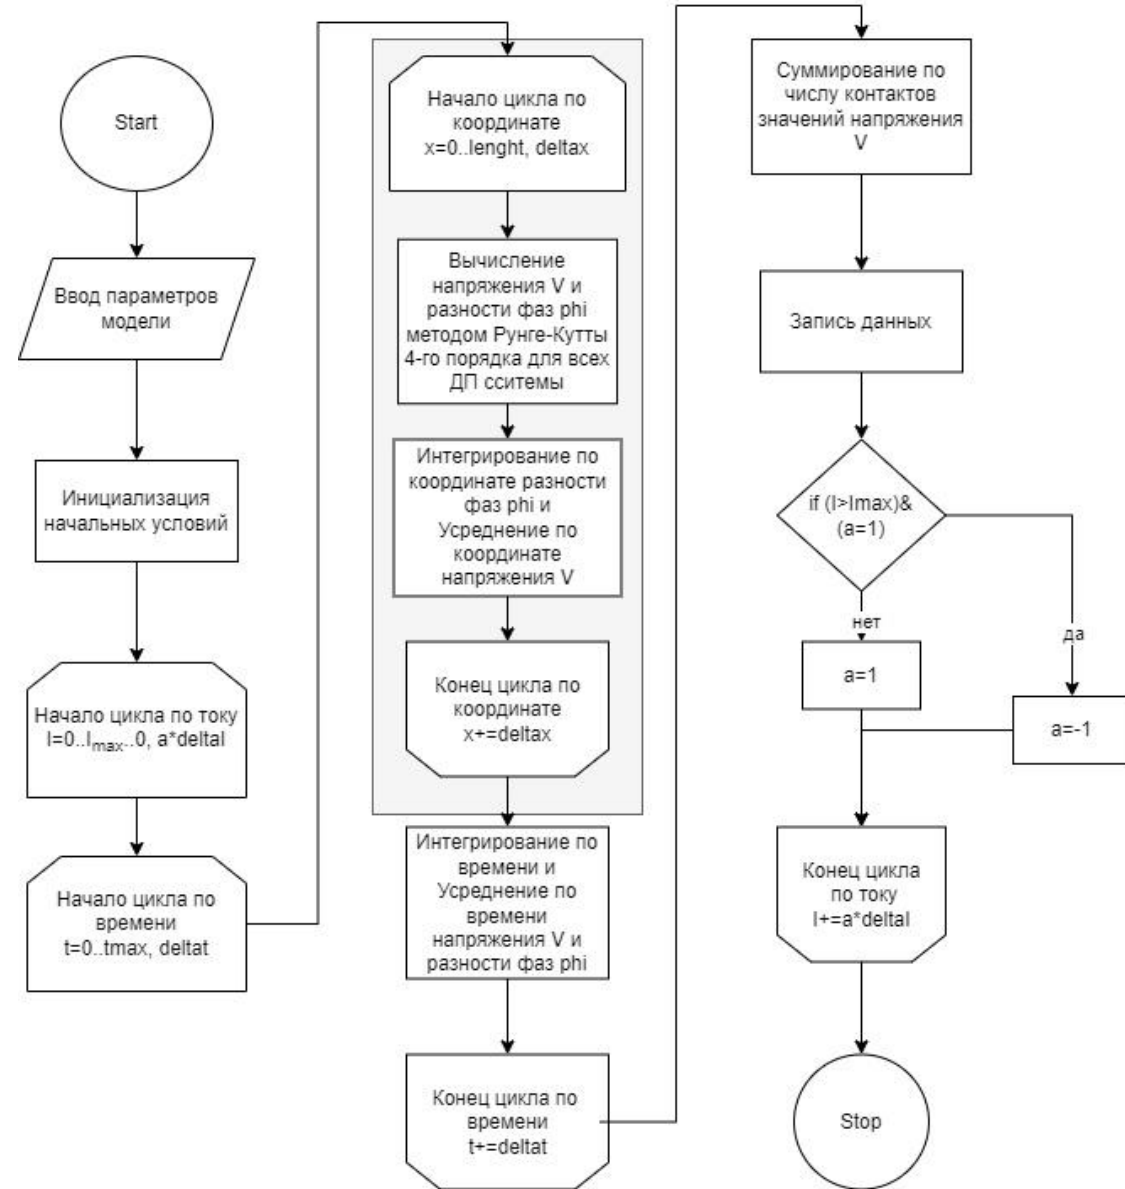 Start
Ввод параметров
модели
Инициализация
начальных условий
Начало цикла по току
I=0..Imax..0, a*deltaI
Начало цикла по
времени
t=0..tmax, deltat
Начало цикла по
координате
x=0..lenght, deltax
Вычисление
напряжения V и
разности фаз phi
методом Рунге-Кутты
4-го порядка для всех
ДП сситемы
Интегрирование по
координате разности
фаз phi и
Усреднение по
координате
напряжения V
Конец цикла по
координате
x+=deltax
Интегрирование по
времени и
Усреднение по
времени
напряжения V и
разности фаз phi
Конец цикла по
времени
t+=deltat
Суммирование по
числу контактов
значений напряжения
V
Запись данных
if (I>Imax)&
(a=1)
нет
да
a=1
a=-1
Конец цикла
по току
I+=a*deltaI
Stop